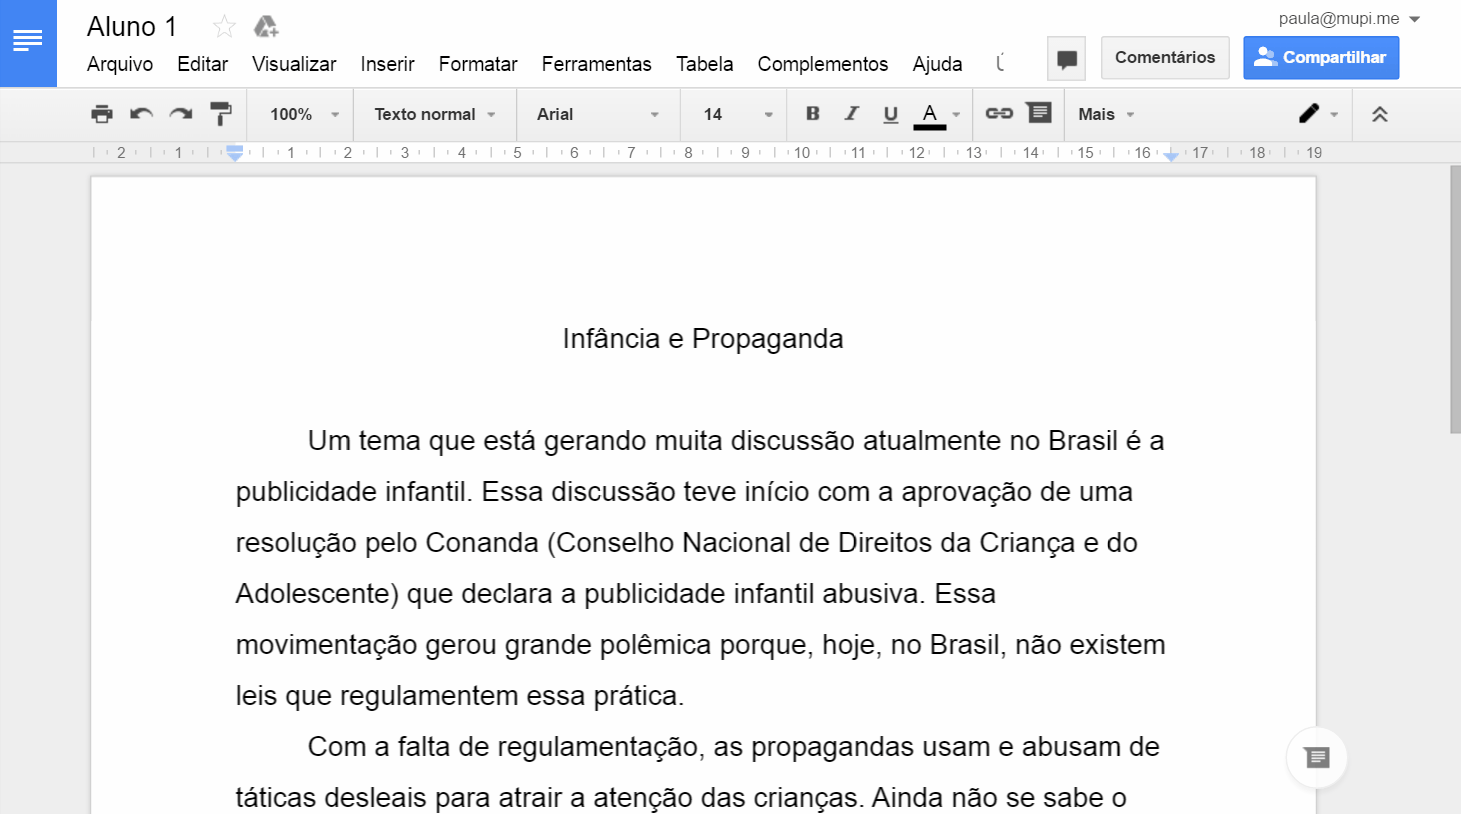 Aluno 1
paula@mupi.me
Arquivo Editar Visualizar Inserir Formatar Ferramentas Tabela Complementos Ajuda
Comentários Compartilhar
100% Texto normal Arial 14 B I U A Mais
2 1 1 2 3 4 5 6 7 8 9 10 11 12 13 14 15 16 17 18 19
Infância e Propaganda
Um tema que está gerando muita discussão atualmente no Brasil é a
publicidade infantil. Essa discussão teve início com a aprovação de uma
resolução pelo Conanda (Conselho Nacional de Direitos da Criança e do
Adolescente) que declara a publicidade infantil abusiva. Essa
movimentação gerou grande polêmica porque, hoje, no Brasil, não existem
leis que regulamentem essa prática.
Com a falta de regulamentação, as propagandas usam e abusam de
táticas desleais para atrair a atenção das crianças. Ainda não se sabe o